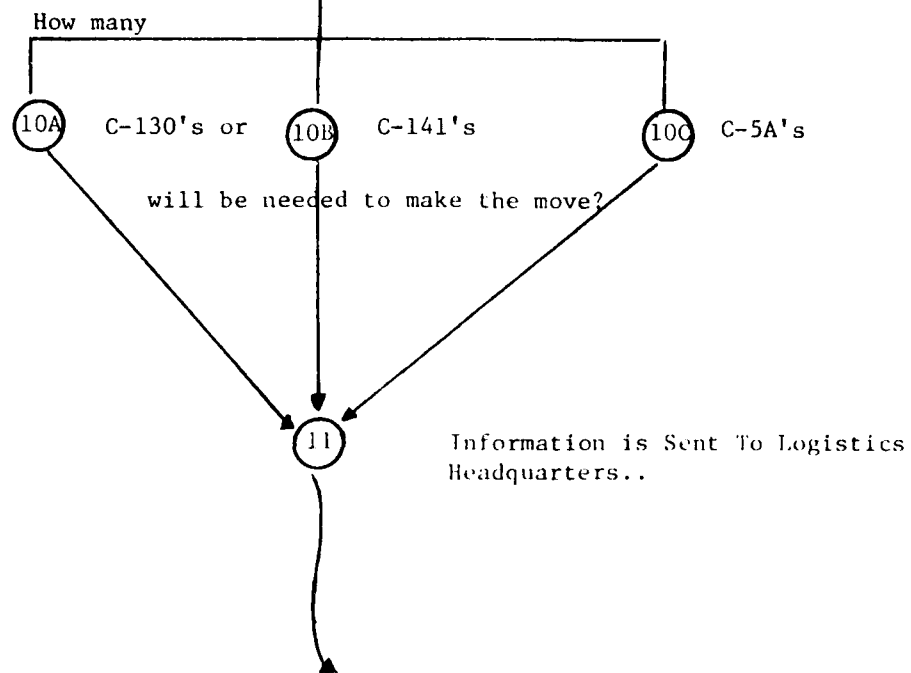 How many
10A C-130's or 10B C-141's 10C C-5A's
will be needed to make the move?
11
Information is Sent To Logistics
Headquarters..